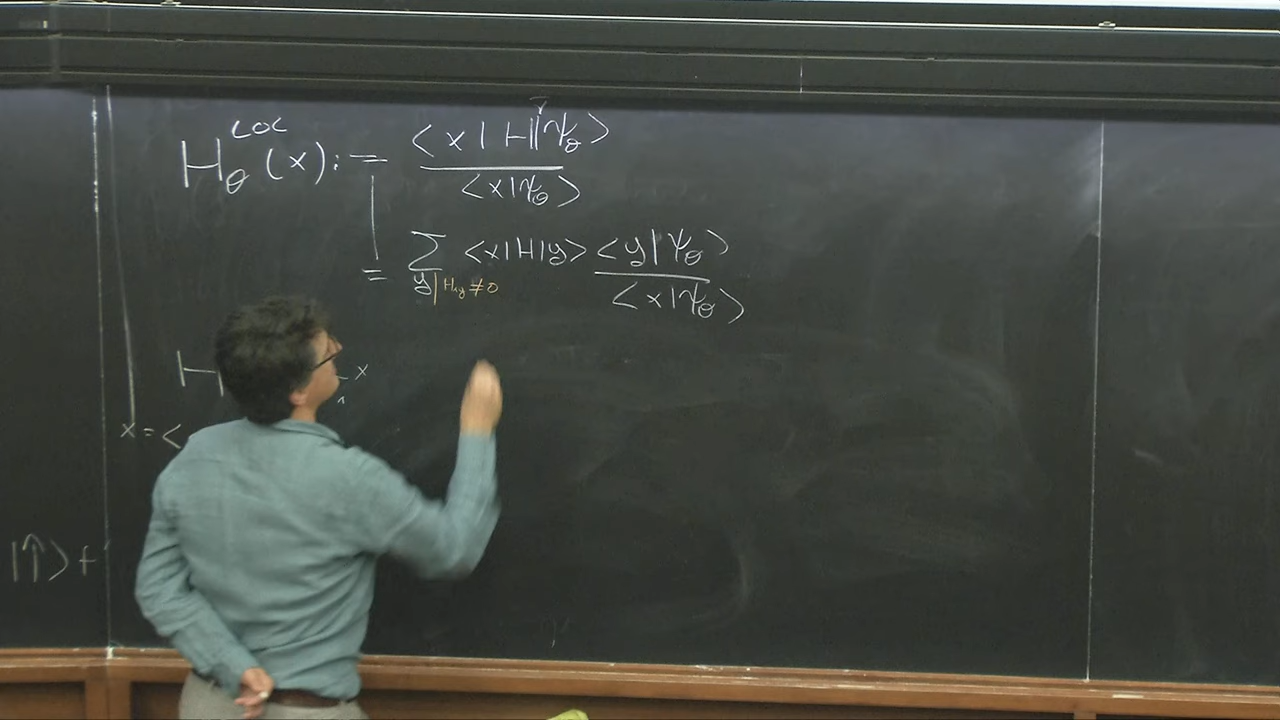 H_θ^LOC (x) := <x|H|ψ_θ> / <x|ψ_θ>
= Σ_{y | H_xy ≠ 0} <x|H|y> <y|ψ_θ> / <x|ψ_θ>
H x
x = <
|↑> +